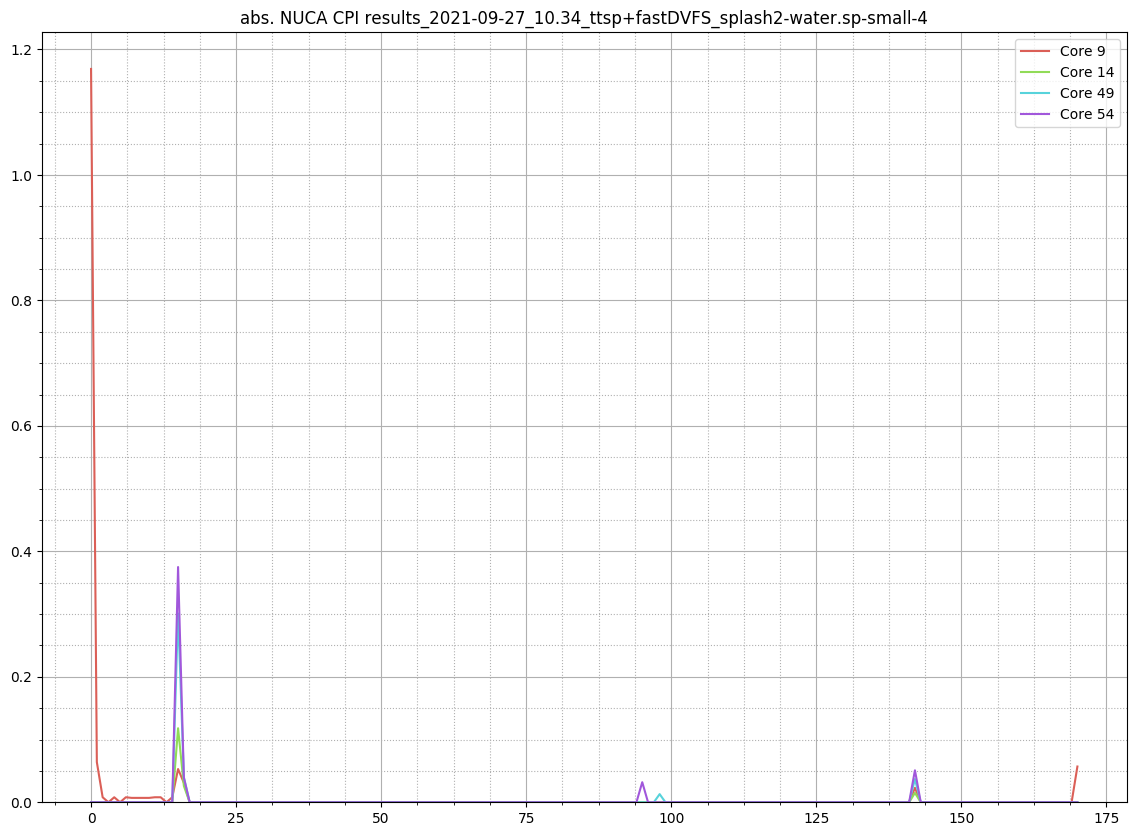 abs. NUCA CPI results_2021-09-27_10.34_ttsp+fastDVFS_splash2-water.sp-small-4
Core 9
Core 14
Core 49
Core 54
1.2
1.0
0.8
0.6
0.4
0.2
0.0
0 25 50 75 100 125 150 175